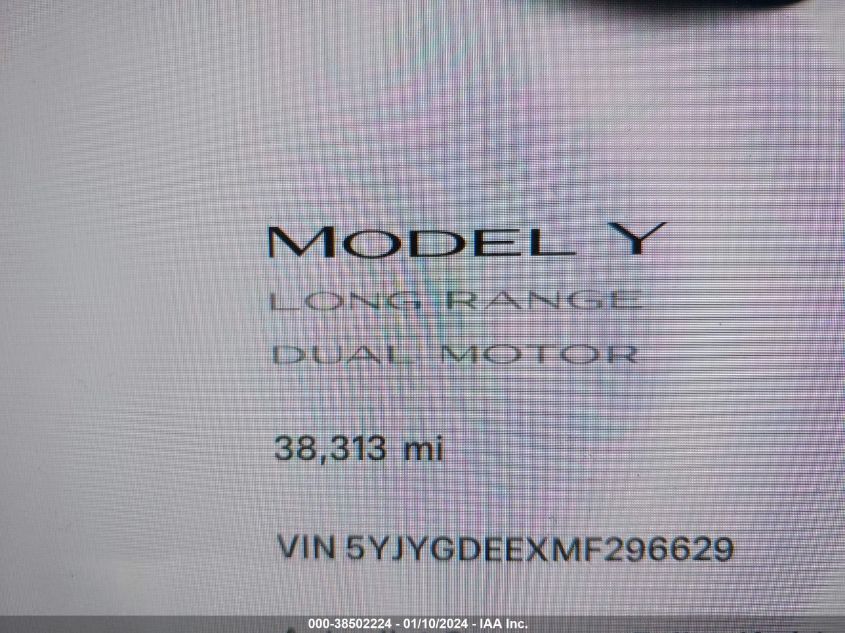 MODEL Y
LONG RANGE
DUAL MOTOR
38,313 mi
VIN 5YJYGDEEXMF296629
000-38502224 - 01/10/2024 - IAA Inc.